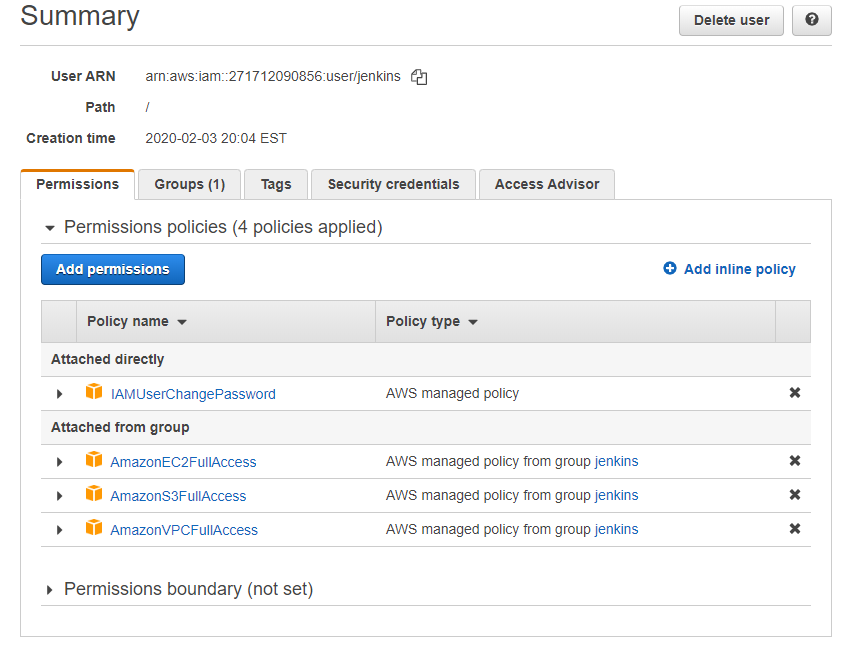 Summary
Delete user
User ARN arn:aws:iam::271712090856:user/jenkins
Path /
Creation time 2020-02-03 20:04 EST
Permissions Groups (1) Tags Security credentials Access Advisor
Permissions policies (4 policies applied)
Add permissions Add inline policy
Policy name Policy type
Attached directly
IAMUserChangePassword AWS managed policy
Attached from group
AmazonEC2FullAccess AWS managed policy from group jenkins
AmazonS3FullAccess AWS managed policy from group jenkins
AmazonVPCFullAccess AWS managed policy from group jenkins
Permissions boundary (not set)